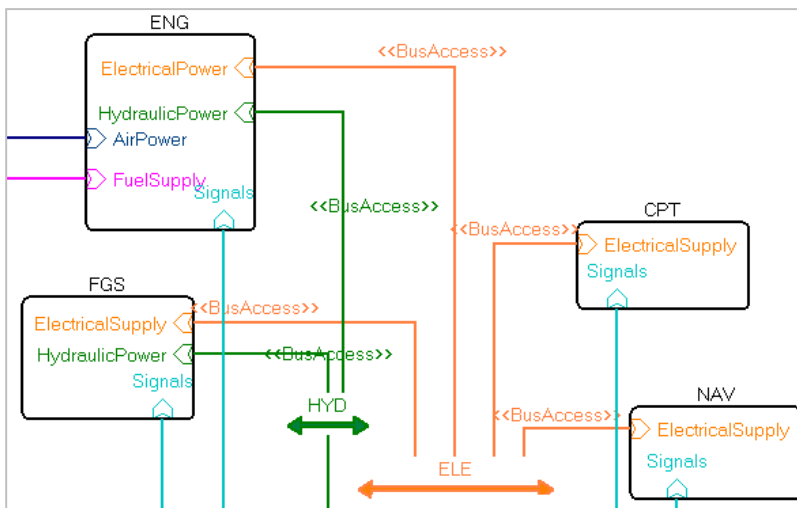 ENG
<<BusAccess>>
ElectricalPower
HydraulicPower
AirPower
FuelSupply
Signals
<<BusAccess>>
CPT
<<BusAccess>>
ElectricalSupply
Signals
FGS
<<BusAccess>>
ElectricalSupply
HydraulicPower
<<BusAccess>>
Signals
HYD
NAV
<<BusAccess>>
ElectricalSupply
Signals
ELE